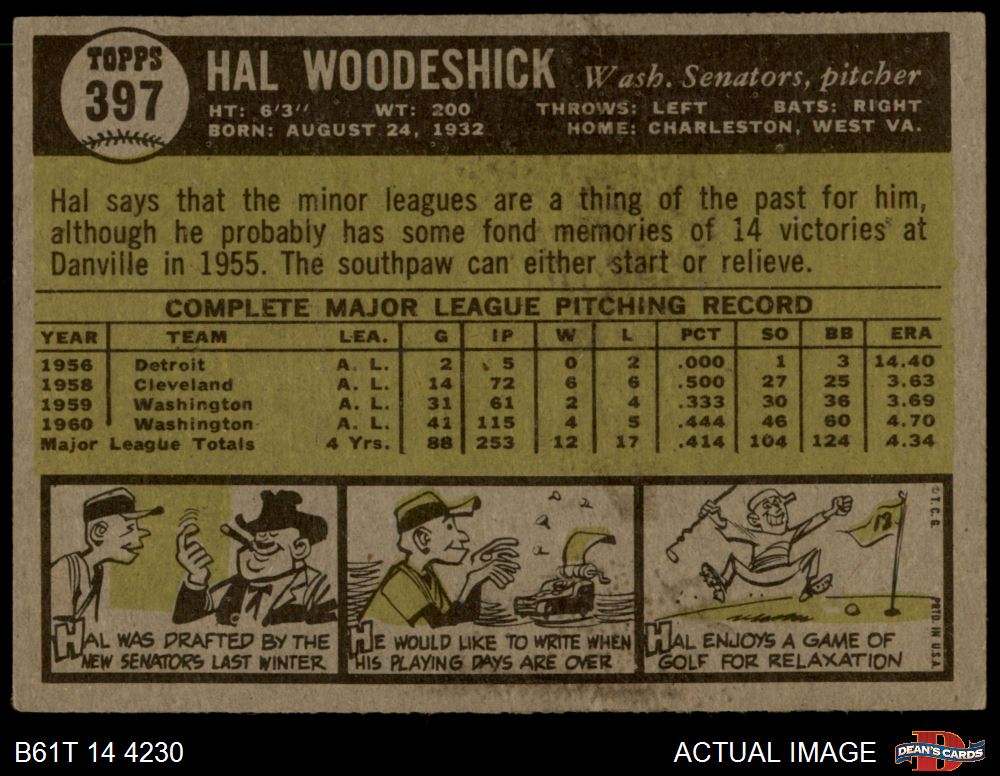 TOPPS
397
HAL WOODESHICK Wash. Senators, pitcher
HT: 6'3'' WT: 200 THROWS: LEFT BATS: RIGHT
BORN: AUGUST 24, 1932 HOME: CHARLESTON, WEST VA.
Hal says that the minor leagues are a thing of the past for him,
although he probably has some fond memories of 14 victories at
Danville in 1955. The southpaw can either start or relieve.
COMPLETE MAJOR LEAGUE PITCHING RECORD
YEAR TEAM LEA. G IP W L PCT SO BB ERA
1956 Detroit A. L. 2 5 0 2 .000 1 3 14.40
1958 Cleveland A. L. 14 72 6 6 .500 27 25 3.63
1959 Washington A. L. 31 61 2 4 .333 30 36 3.69
1960 Washington A. L. 41 115 4 5 .444 46 60 4.70
Major League Totals 4 Yrs. 88 253 12 17 .414 104 124 4.34
HAL WAS DRAFTED BY THE
NEW SENATORS LAST WINTER
HE WOULD LIKE TO WRITE WHEN
HIS PLAYING DAYS ARE OVER
18
HAL ENJOYS A GAME OF
GOLF FOR RELAXATION
© T.C.G.
PRTD. IN U.S.A.
B61T 14 4230
ACTUAL IMAGE
DEAN'S CARDS